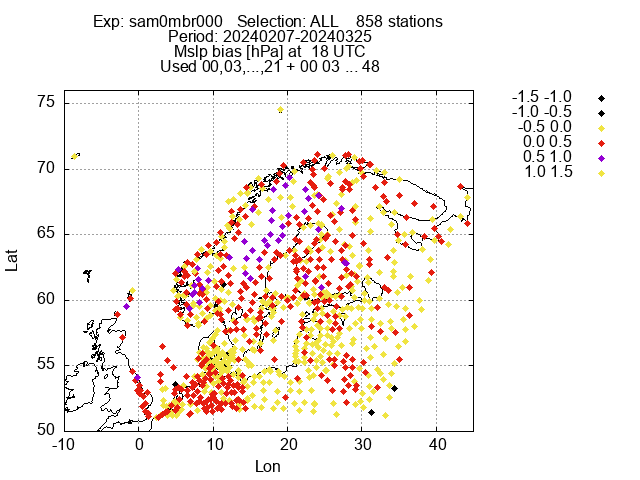 Exp: sam0mbr000 Selection: ALL 858 stations
Period: 20240207-20240325
Mslp bias [hPa] at 18 UTC
Used 00,03,...,21 + 00 03 ... 48
-1.5 -1.0
-1.0 -0.5
-0.5 0.0
0.0 0.5
0.5 1.0
1.0 1.5
75
70
65
60
55
50
Lat
-10 0 10 20 30 40
Lon